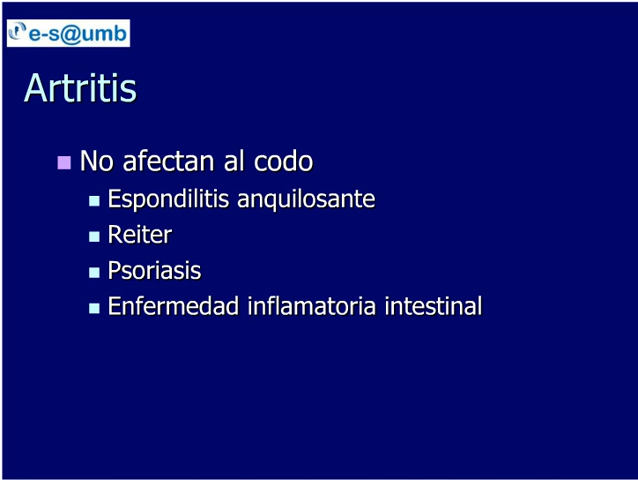 e-s@umb
Artritis
No afectan al codo
Espondilitis anquilosante
Reiter
Psoriasis
Enfermedad inflamatoria intestinal